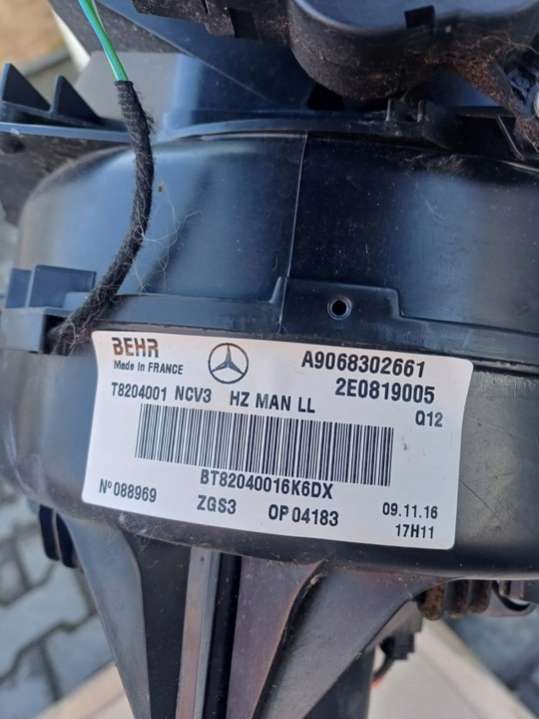 BEHR
Made in FRANCE
A9068302661
2E0819005
T8204001 NCV3 HZ MAN LL
Q12
BT82040016K6DX
Nº 088969
ZGS3 OP 04183
09.11.16
17H11